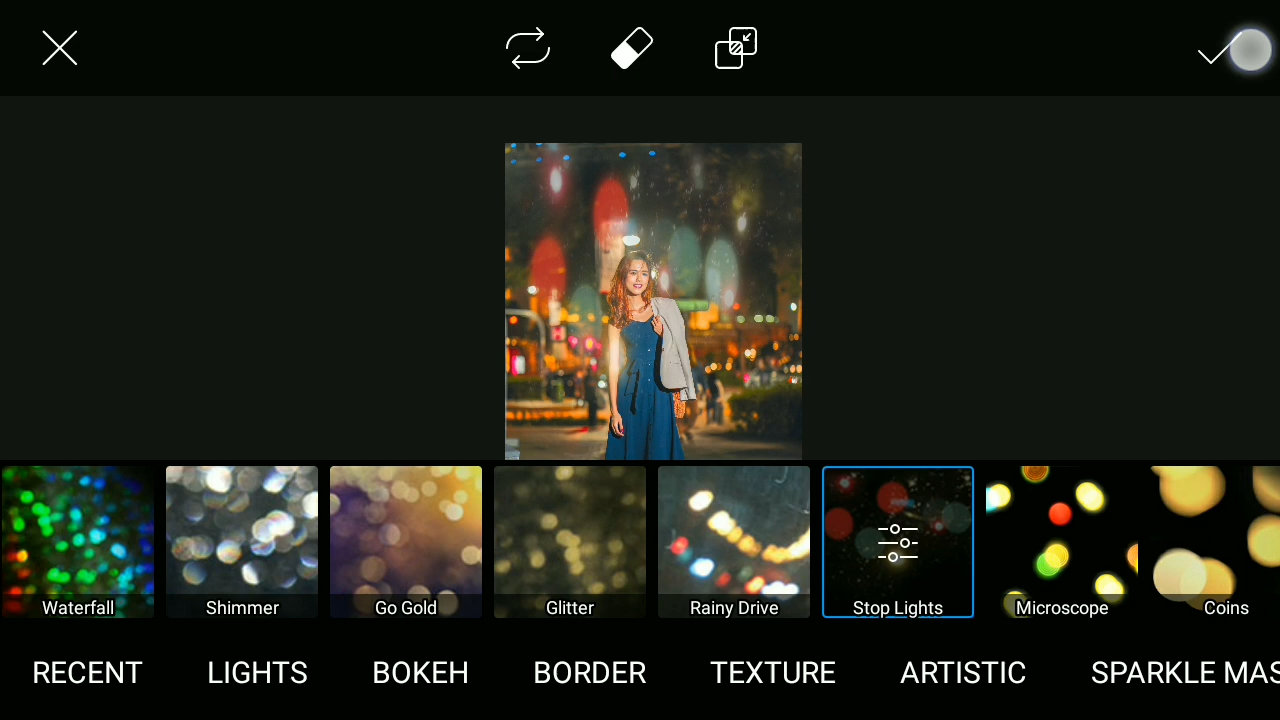 Waterfall
Shimmer
Go Gold
Glitter
Rainy Drive
Stop Lights
Microscope
Coins
RECENT
LIGHTS
BOKEH
BORDER
TEXTURE
ARTISTIC
SPARKLE MAS